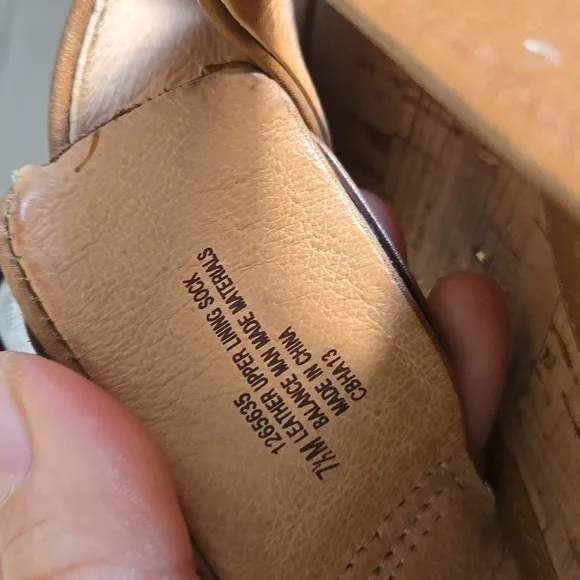 1265635
7½M LEATHER UPPER LINING SOCK
BALANCE MAN MADE MATERIALS
MADE IN CHINA
CBHA13